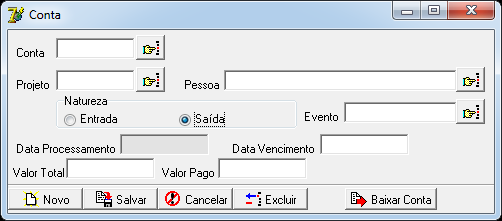 Conta
Conta
Projeto Pessoa
Natureza
Entrada Saída Evento
Data Processamento Data Vencimento
Valor Total Valor Pago
Novo Salvar Cancelar Excluir Baixar Conta